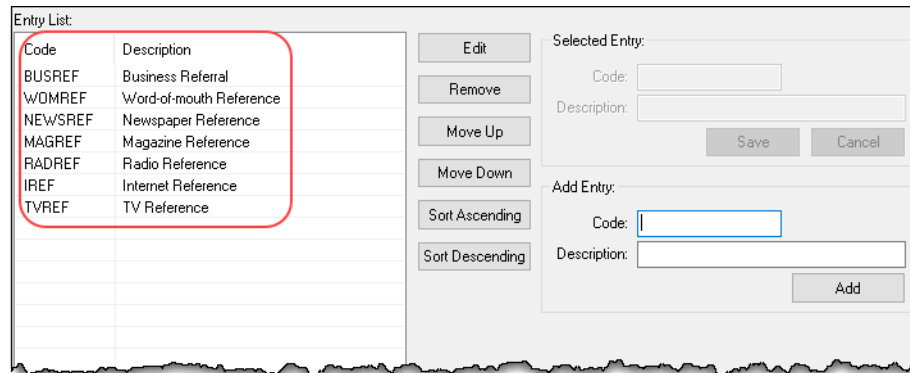 Entry List:
Code Description
BUSREF Business Referral
WOMREF Word-of-mouth Reference
NEWSREF Newspaper Reference
MAGREF Magazine Reference
RADREF Radio Reference
IREF Internet Reference
TVREF TV Reference
Edit
Remove
Move Up
Move Down
Sort Ascending
Sort Descending
Selected Entry:
Code:
Description:
Save Cancel
Add Entry:
Code:
Description:
Add